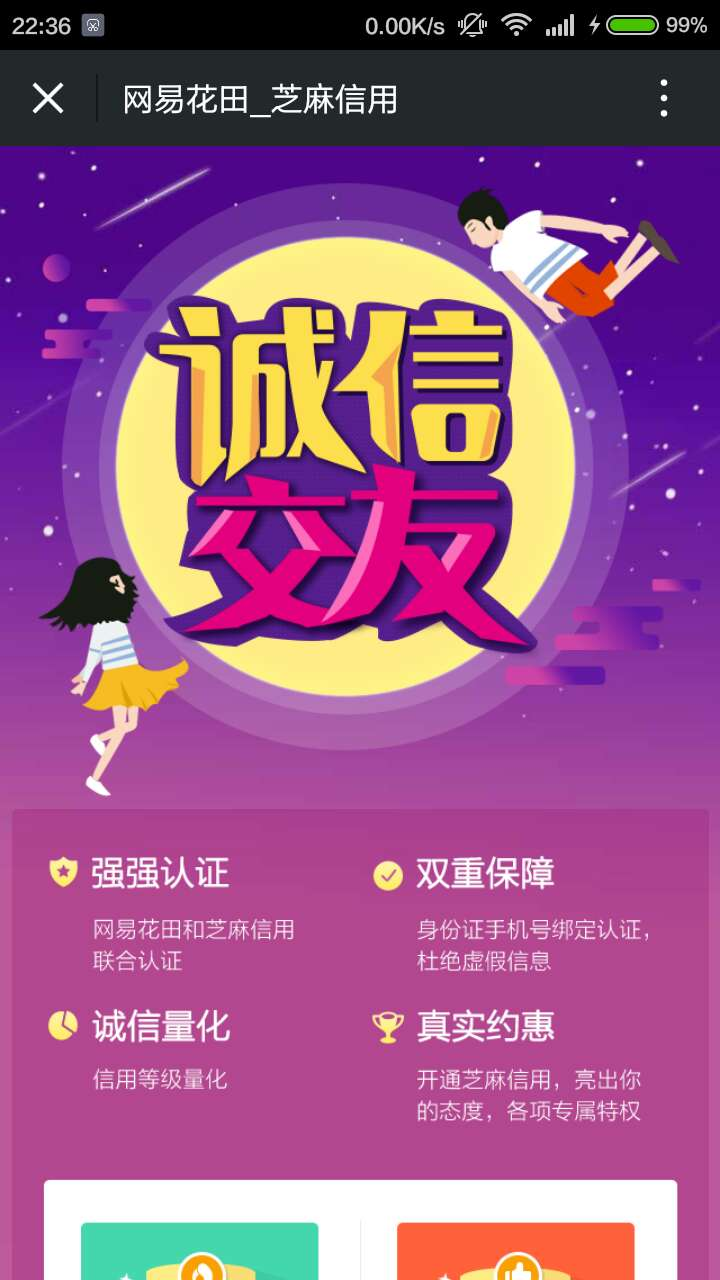 22:36
0.00K/s
99%
网易花田_芝麻信用
诚信
交友
强强认证
网易花田和芝麻信用
联合认证
双重保障
身份证手机号绑定认证，
杜绝虚假信息
诚信量化
信用等级量化
真实约惠
开通芝麻信用，亮出你
的态度，各项专属特权